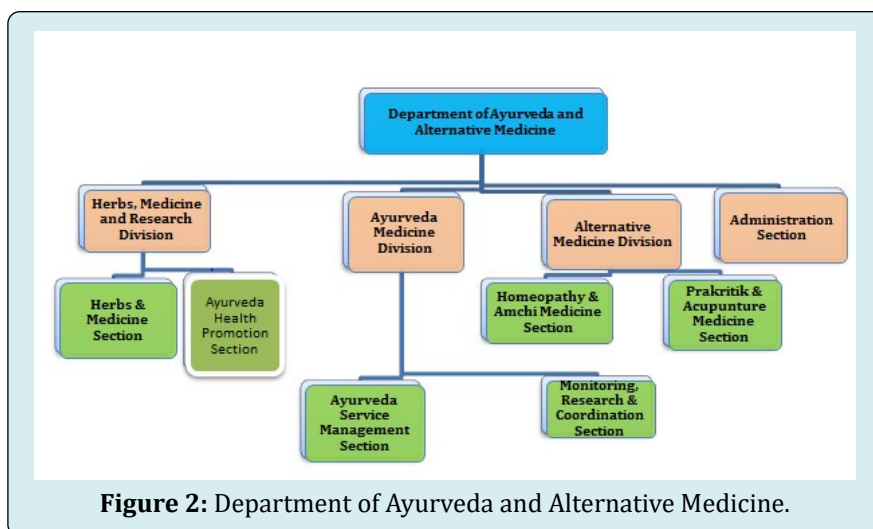 Department of Ayurveda and
Alternative Medicine
Herbs, Medicine
and Research
Division
Ayurveda
Medicine
Division
Alternative
Medicine Division
Administration
Section
Herbs &
Medicine
Section
Ayurveda
Health
Promotion
Section
Homeopathy &
Amchi Medicine
Section
Prakritik &
Acupunture
Medicine
Section
Ayurveda
Service
Management
Section
Monitoring,
Research &
Coordination
Section
Figure 2: Department of Ayurveda and Alternative Medicine.